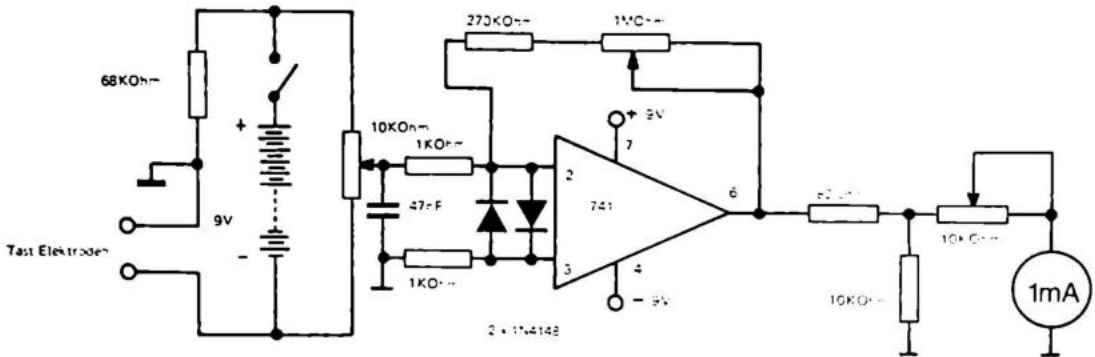 270KOhm
1MOhm
68KOhm
+ 9V
+
10KOhm
1KOhm
7
2
6
47nF
741
9V
10KOhm
Tast Elektroden
-
3
4
1KOhm
- 9V
10KOhm
1mA
2 x 1N4148